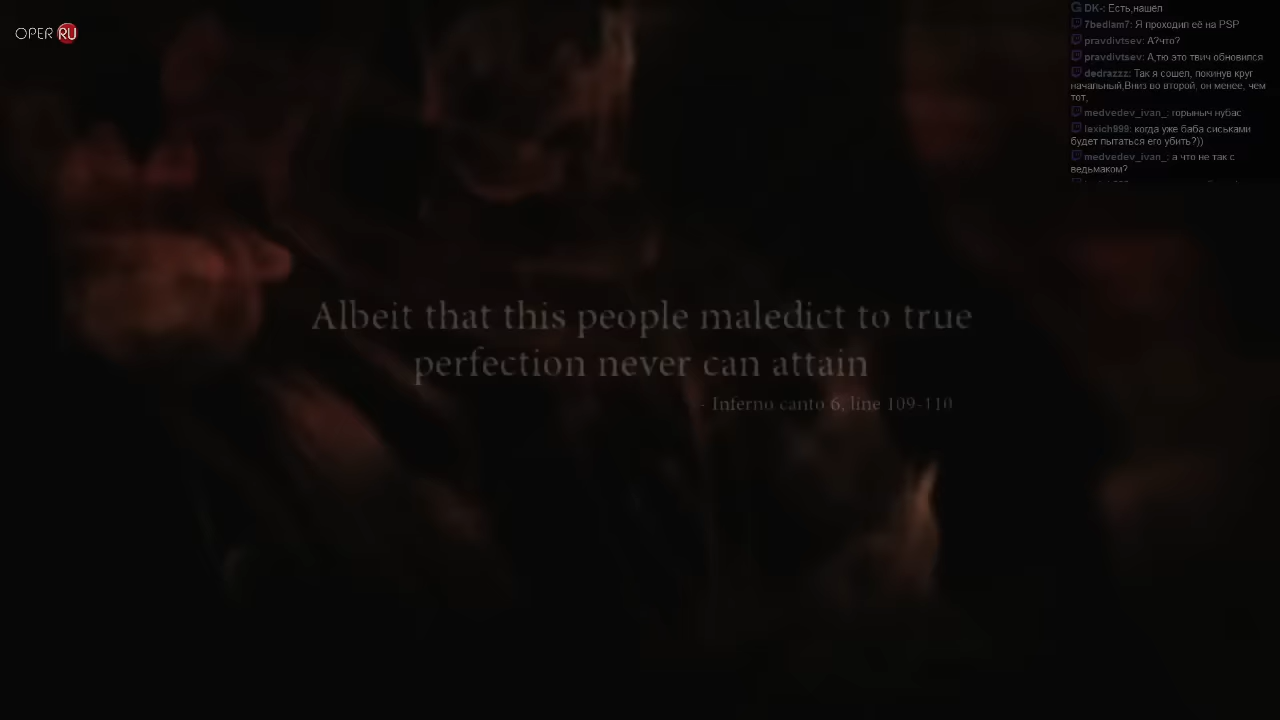 OPER RU
DK-: Есть,нашёл
7bedlam7: Я проходил её на PSP
pravdivtsev: А?что?
pravdivtsev: А,тю это твич обновился
dedrazzz: Так я сошел, покинув круг
начальный,Вниз во второй; он менее, чем
тот,
medvedev_ivan_: горыныч нубас
lexich999: когда уже баба сиськами
будет пытаться его убить?))
medvedev_ivan_: а что не так с
ведьмаком?
Albeit that this people maledict to true
perfection never can attain
- Inferno canto 6, line 109-110